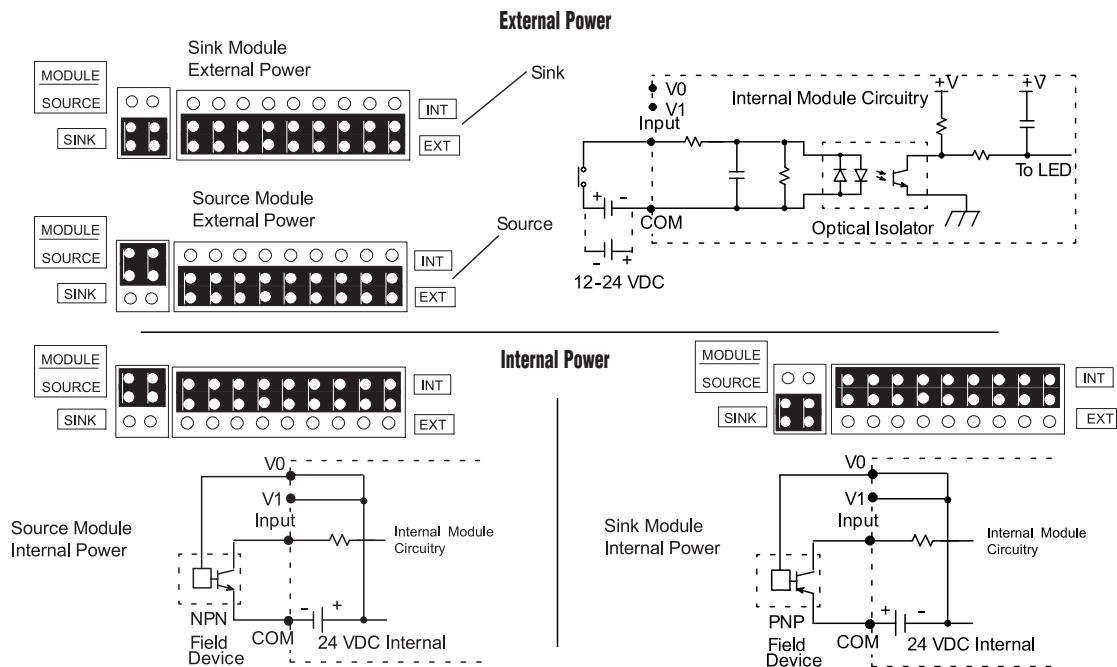 External Power
Sink Module
External Power
MODULE
SOURCE
SINK
INT
EXT
Sink
Source Module
External Power
MODULE
SOURCE
SINK
INT
EXT
Source
V0
V1
Input
Internal Module Circuitry
+V
+V
To LED
+ -
COM
Optical Isolator
- +
12-24 VDC
Internal Power
MODULE
SOURCE
SINK
INT
EXT
Source Module
Internal Power
V0
V1
Input
Internal Module
Circuitry
NPN
Field
Device
COM
- +
24 VDC Internal
MODULE
SOURCE
SINK
INT
EXT
Sink Module
Internal Power
V0
V1
Input
Internal Module
Circuitry
PNP
Field
Device
COM
+ -
24 VDC Internal